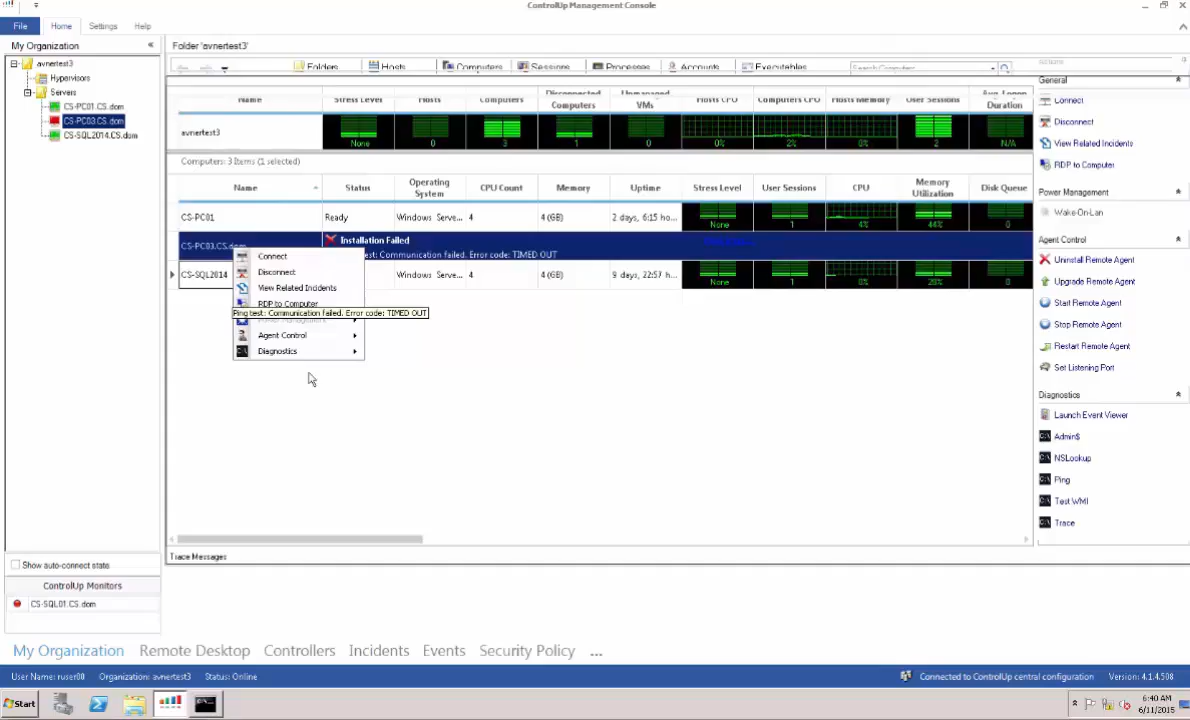 ControlUp Management Console
File Home Settings Help
My Organization «
avnertest3
Hypervisors
Servers
CS-PC01.CS.dom
CS-PC03.CS.dom
CS-SQL2014.CS.dom
Show auto-connect state
ControlUp Monitors
CS-SQL01.CS.dom
Folder 'avnertest3'
Folders Hosts Computers Sessions Processes Accounts Executables Search Computers
Name Stress Level Hosts Computers Disconnected Computers Unmanaged VMs Hosts CPU Computers CPU Hosts Memory User Sessions Avg. Logon Duration
avnertest3 None 0 3 1 0 0% 2% 0% 2 N/A
Computers: 3 Items (1 selected)
Name Status Operating System CPU Count Memory Uptime Stress Level User Sessions CPU Memory Utilization Disk Queue
CS-PC01 Ready Windows Serve... 4 4 (GB) 2 days, 6:15 ho... None 1 4% 44% 0
CS-PC03.CS.dom Installation Failed
est: Communication failed. Error code: TIMED OUT
CS-SQL2014 Windows Serve... 4 4 (GB) 9 days, 22:57 h... None 1 28% 0
Connect
Disconnect
View Related Incidents
RDP to Computer
Ping test: Communication failed. Error code: TIMED OUT
Agent Control
Diagnostics
Trace Messages
General
Connect
Disconnect
View Related Incidents
RDP to Computer
Power Management
Wake-On-Lan
Agent Control
Uninstall Remote Agent
Upgrade Remote Agent
Start Remote Agent
Stop Remote Agent
Restart Remote Agent
Set Listening Port
Diagnostics
Launch Event Viewer
Admin$
NSLookup
Ping
Test WMI
Trace
My Organization Remote Desktop Controllers Incidents Events Security Policy ...
User Name: ruser00 Organization: avnertest3 Status: Online Connected to ControlUp central configuration Version: 4.1.4.508
Start
6:40 AM
6/11/2015